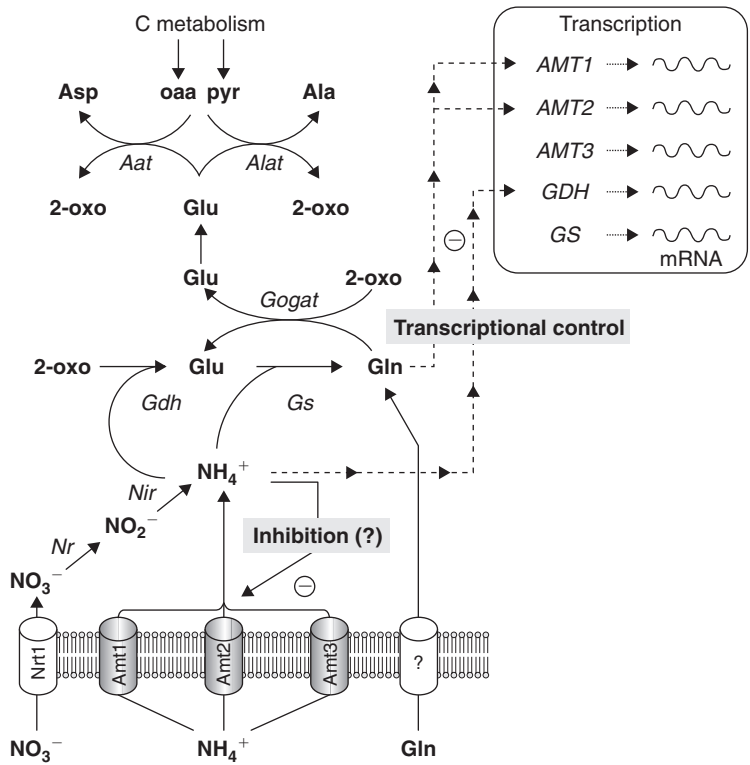 C metabolism
Transcription
Asp oaa pyr Ala
AMT1
AMT2
Aat Alat
AMT3
2-oxo Glu 2-oxo
GDH
GS
mRNA
Glu 2-oxo
Gogat
Transcriptional control
2-oxo Glu Gln
Gdh Gs
NH₄⁺
Nir
NO₂⁻
Inhibition (?)
Nr
NO₃⁻
Nrt1 Amt1 Amt2 Amt3 ?
NO₃⁻ NH₄⁺ Gln